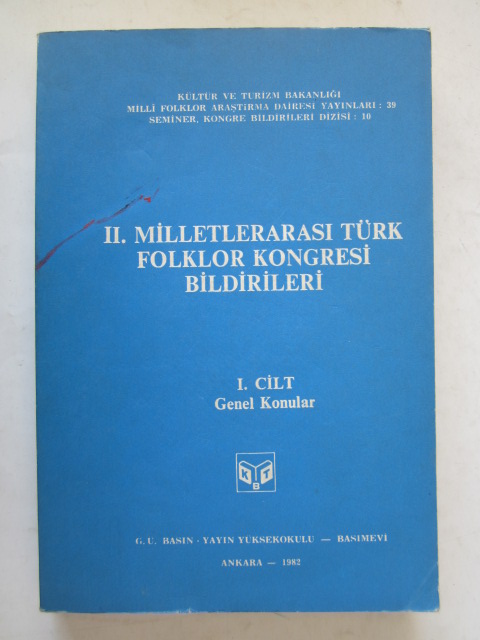 KÜLTÜR VE TURİZM BAKANLIĞI
MİLLİ FOLKLOR ARAŞTIRMA DAİRESİ YAYINLARI : 39
SEMİNER, KONGRE BİLDİRİLERİ DİZİSİ : 10
II. MİLLETLERARASI TÜRK
FOLKLOR KONGRESİ
BİLDİRİLERİ
I. CİLT
Genel Konular
K T
B
G. Ü. BASIN - YAYIN YÜKSEKOKULU — BASIMEVİ
ANKARA — 1982